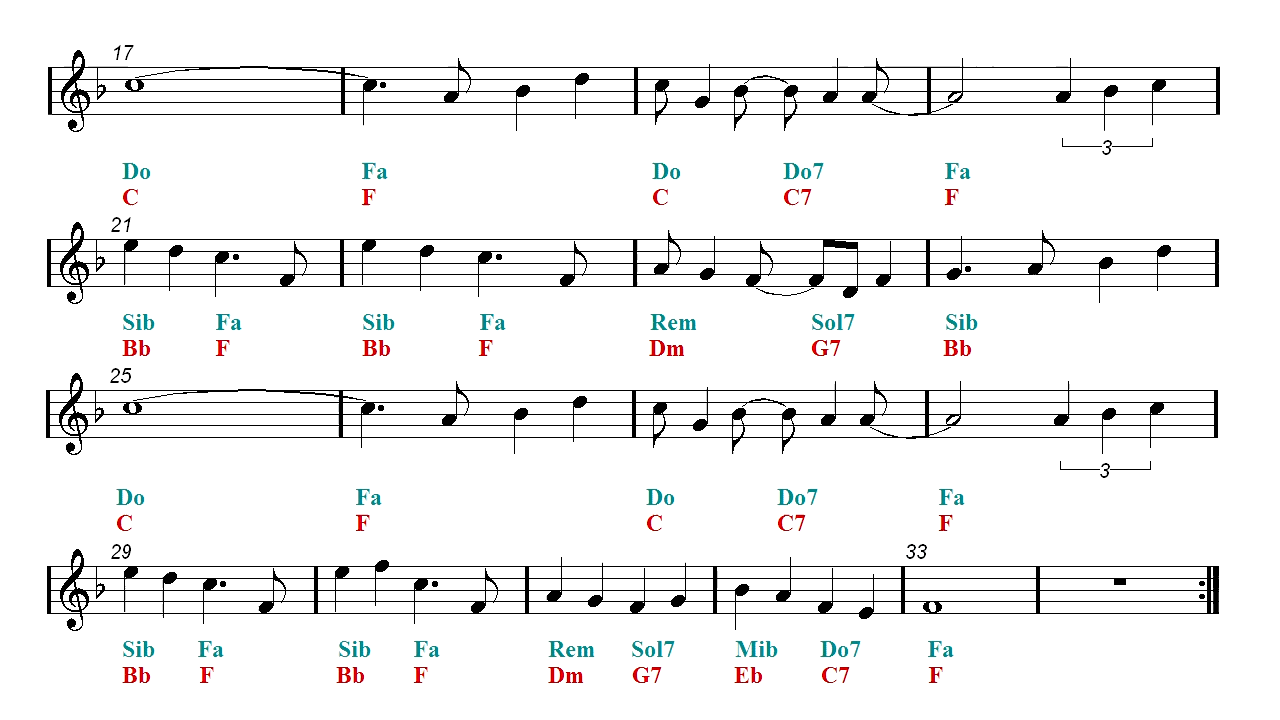 17
3
Do Fa Do Do7 Fa
C F C C7 F
21
Sib Fa Sib Fa Rem Sol7 Sib
Bb F Bb F Dm G7 Bb
25
3
Do Fa Do Do7 Fa
C F C C7 F
29 33
Sib Fa Sib Fa Rem Sol7 Mib Do7 Fa
Bb F Bb F Dm G7 Eb C7 F